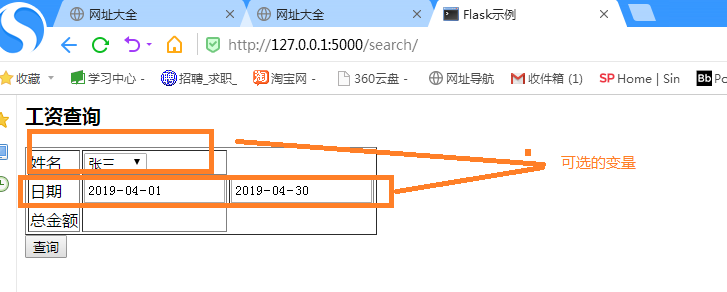 网址大全 网址大全 Flask示例
http://127.0.0.1:5000/search/
收藏 学习中心 - 招聘_求职_ 淘宝网 - 360云盘 - 网址导航 收件箱 (1) SP Home | Sin Bb Po
工资查询
姓名 张三
可选的变量
日期 2019-04-01 2019-04-30
总金额
查询